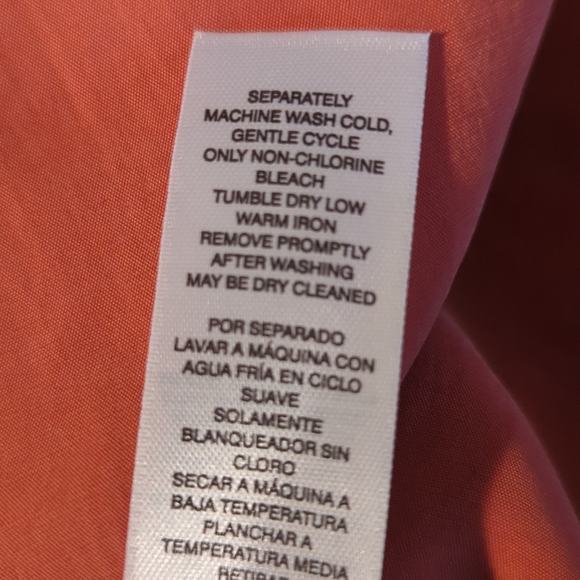 SEPARATELY
MACHINE WASH COLD,
GENTLE CYCLE
ONLY NON-CHLORINE
BLEACH
TUMBLE DRY LOW
WARM IRON
REMOVE PROMPTLY
AFTER WASHING
MAY BE DRY CLEANED
POR SEPARADO
LAVAR A MÁQUINA CON
AGUA FRÍA EN CICLO
SUAVE
SOLAMENTE
BLANQUEADOR SIN
CLORO
SECAR A MÁQUINA A
BAJA TEMPERATURA
PLANCHAR A
TEMPERATURA MEDIA